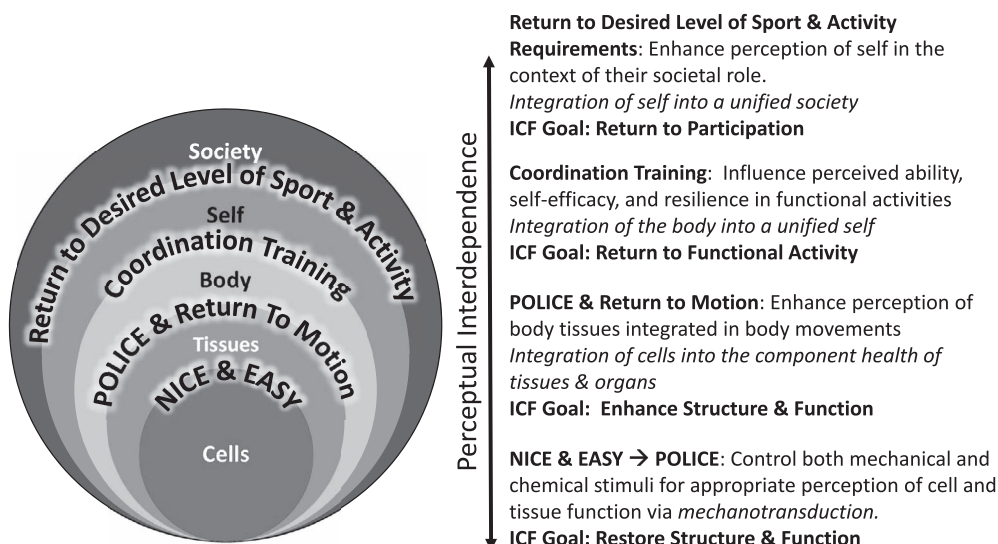 Society
Return to Desired Level of Sport & Activity
Self
Coordination Training
Body
POLICE & Return To Motion
Tissues
NICE & EASY
Cells
Perceptual Interdependence
Return to Desired Level of Sport & Activity
Requirements: Enhance perception of self in the
context of their societal role.
Integration of self into a unified society
ICF Goal: Return to Participation
Coordination Training: Influence perceived ability,
self-efficacy, and resilience in functional activities
Integration of the body into a unified self
ICF Goal: Return to Functional Activity
POLICE & Return to Motion: Enhance perception of
body tissues integrated in body movements
Integration of cells into the component health of
tissues & organs
ICF Goal: Enhance Structure & Function
NICE & EASY → POLICE: Control both mechanical and
chemical stimuli for appropriate perception of cell and
tissue function via mechanotransduction.
ICF Goal: Restore Structure & Function